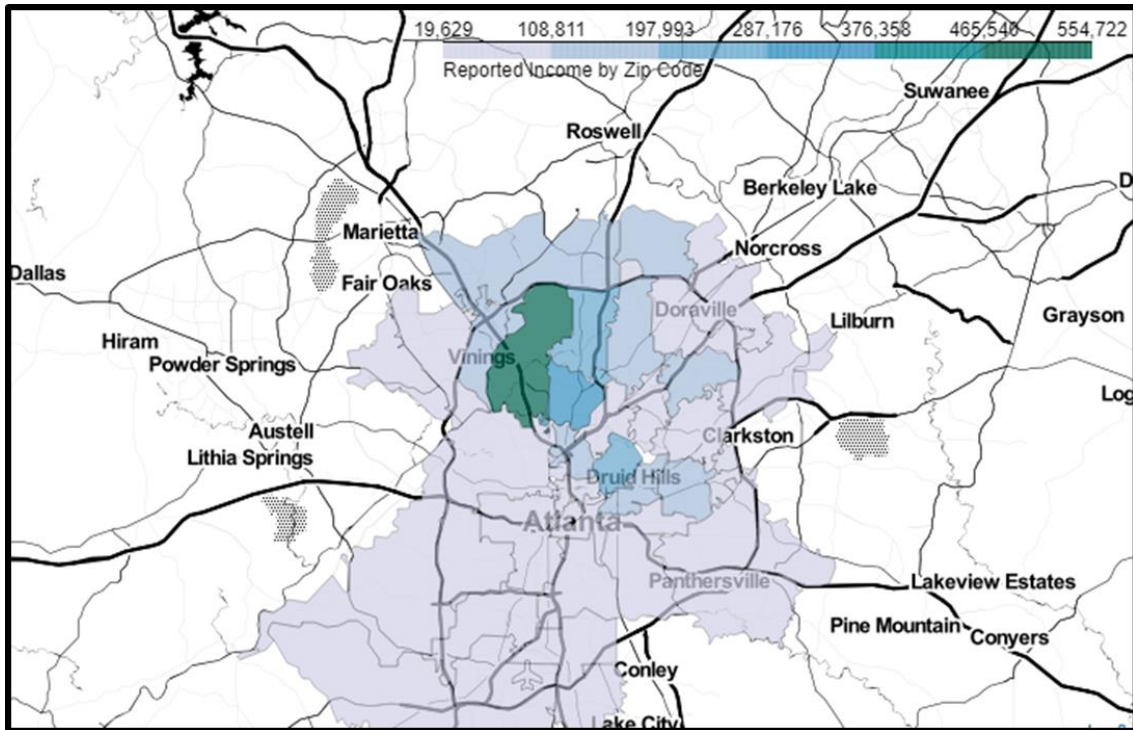 19,629 108,811 197,993 287,176 376,358 465,540 554,722
Reported Income by Zip Code
Suwanee
Roswell
Berkeley Lake
D
Marietta
Norcross
Dallas
Fair Oaks
Doraville
Lilburn
Grayson
Hiram
Vinings
Powder Springs
Log
Austell
Clarkston
Lithia Springs
Druid Hills
Atlanta
Panthersville
Lakeview Estates
Pine Mountain
Conyers
Conley
Lake City